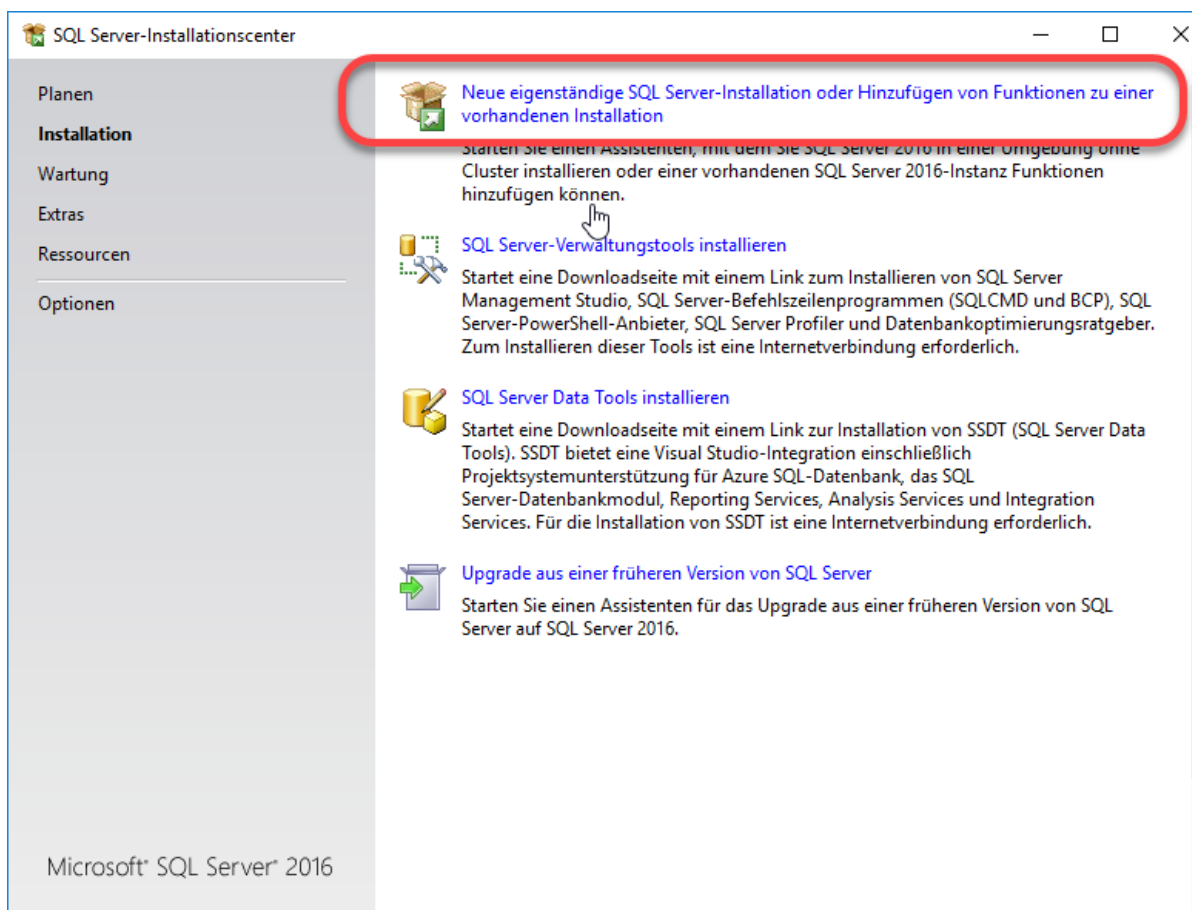 SQL Server-Installationscenter
Planen
Installation
Wartung
Extras
Ressourcen
Optionen
Neue eigenständige SQL Server-Installation oder Hinzufügen von Funktionen zu einer
vorhandenen Installation
Starten Sie einen Assistenten, mit dem Sie SQL Server 2016 in einer Umgebung ohne
Cluster installieren oder einer vorhandenen SQL Server 2016-Instanz Funktionen
hinzufügen können.
SQL Server-Verwaltungstools installieren
Startet eine Downloadseite mit einem Link zum Installieren von SQL Server
Management Studio, SQL Server-Befehlszeilenprogrammen (SQLCMD und BCP), SQL
Server-PowerShell-Anbieter, SQL Server Profiler und Datenbankoptimierungsratgeber.
Zum Installieren dieser Tools ist eine Internetverbindung erforderlich.
SQL Server Data Tools installieren
Startet eine Downloadseite mit einem Link zur Installation von SSDT (SQL Server Data
Tools). SSDT bietet eine Visual Studio-Integration einschließlich
Projektsystemunterstützung für Azure SQL-Datenbank, das SQL
Server-Datenbankmodul, Reporting Services, Analysis Services und Integration
Services. Für die Installation von SSDT ist eine Internetverbindung erforderlich.
Upgrade aus einer früheren Version von SQL Server
Starten Sie einen Assistenten für das Upgrade aus einer früheren Version von SQL
Server auf SQL Server 2016.
Microsoft® SQL Server® 2016